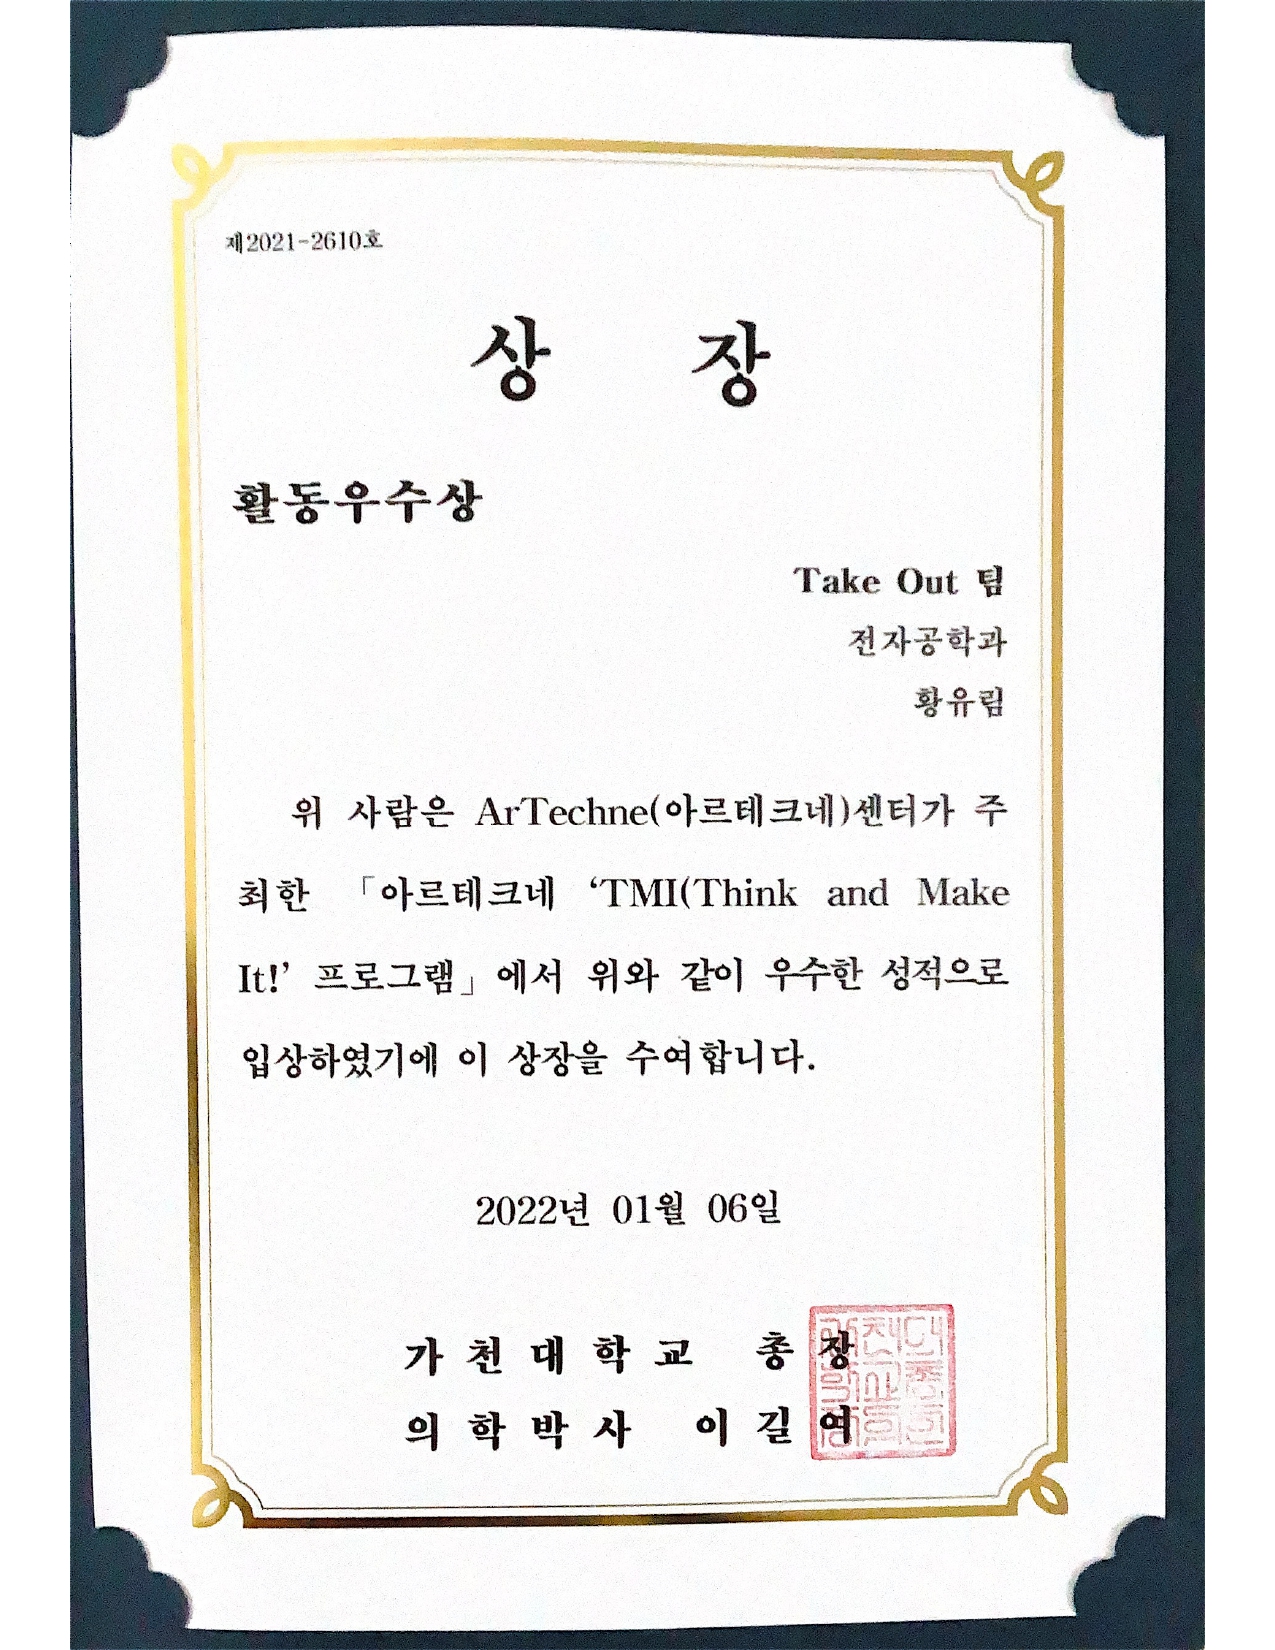 제2021-2610호
상 장
활동우수상
Take Out 팀
전자공학과
황유림
위 사람은 ArTechne(아르테크네)센터가 주
최한 「아르테크네 ‘TMI(Think and Make
It!’ 프로그램」에서 위와 같이 우수한 성적으로
입상하였기에 이 상장을 수여합니다.
2022년 01월 06일
가천대학교 총장
의학박사 이길여